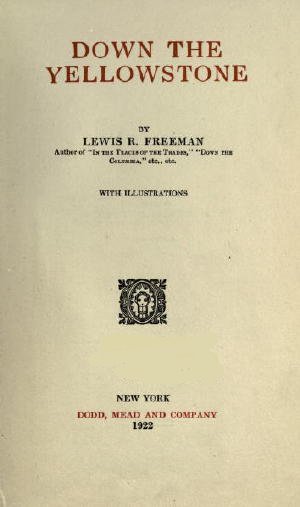 DOWN THE
YELLOWSTONE
BY
LEWIS R. FREEMAN
Author of "IN THE TRACKS OF THE TRADES," "DOWN THE
COLUMBIA," etc., etc.
WITH ILLUSTRATIONS
NEW YORK
DODD, MEAD AND COMPANY
1922